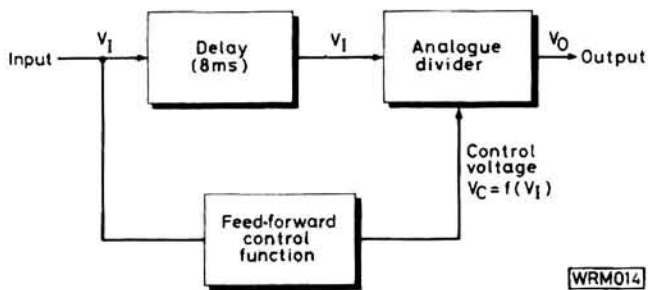 Input
V_I
Delay
(8ms)
V_I
Analogue
divider
V_O
Output
Control
voltage
V_C = f(V_I)
Feed-forward
control
function
WRM014